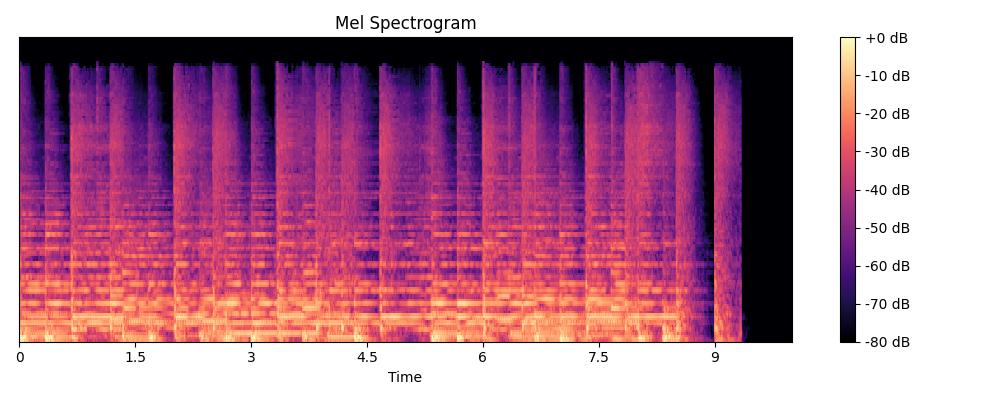 Mel Spectrogram
+0 dB
-10 dB
-20 dB
-30 dB
-40 dB
-50 dB
-60 dB
-70 dB
-80 dB
0 1.5 3 4.5 6 7.5 9
Time